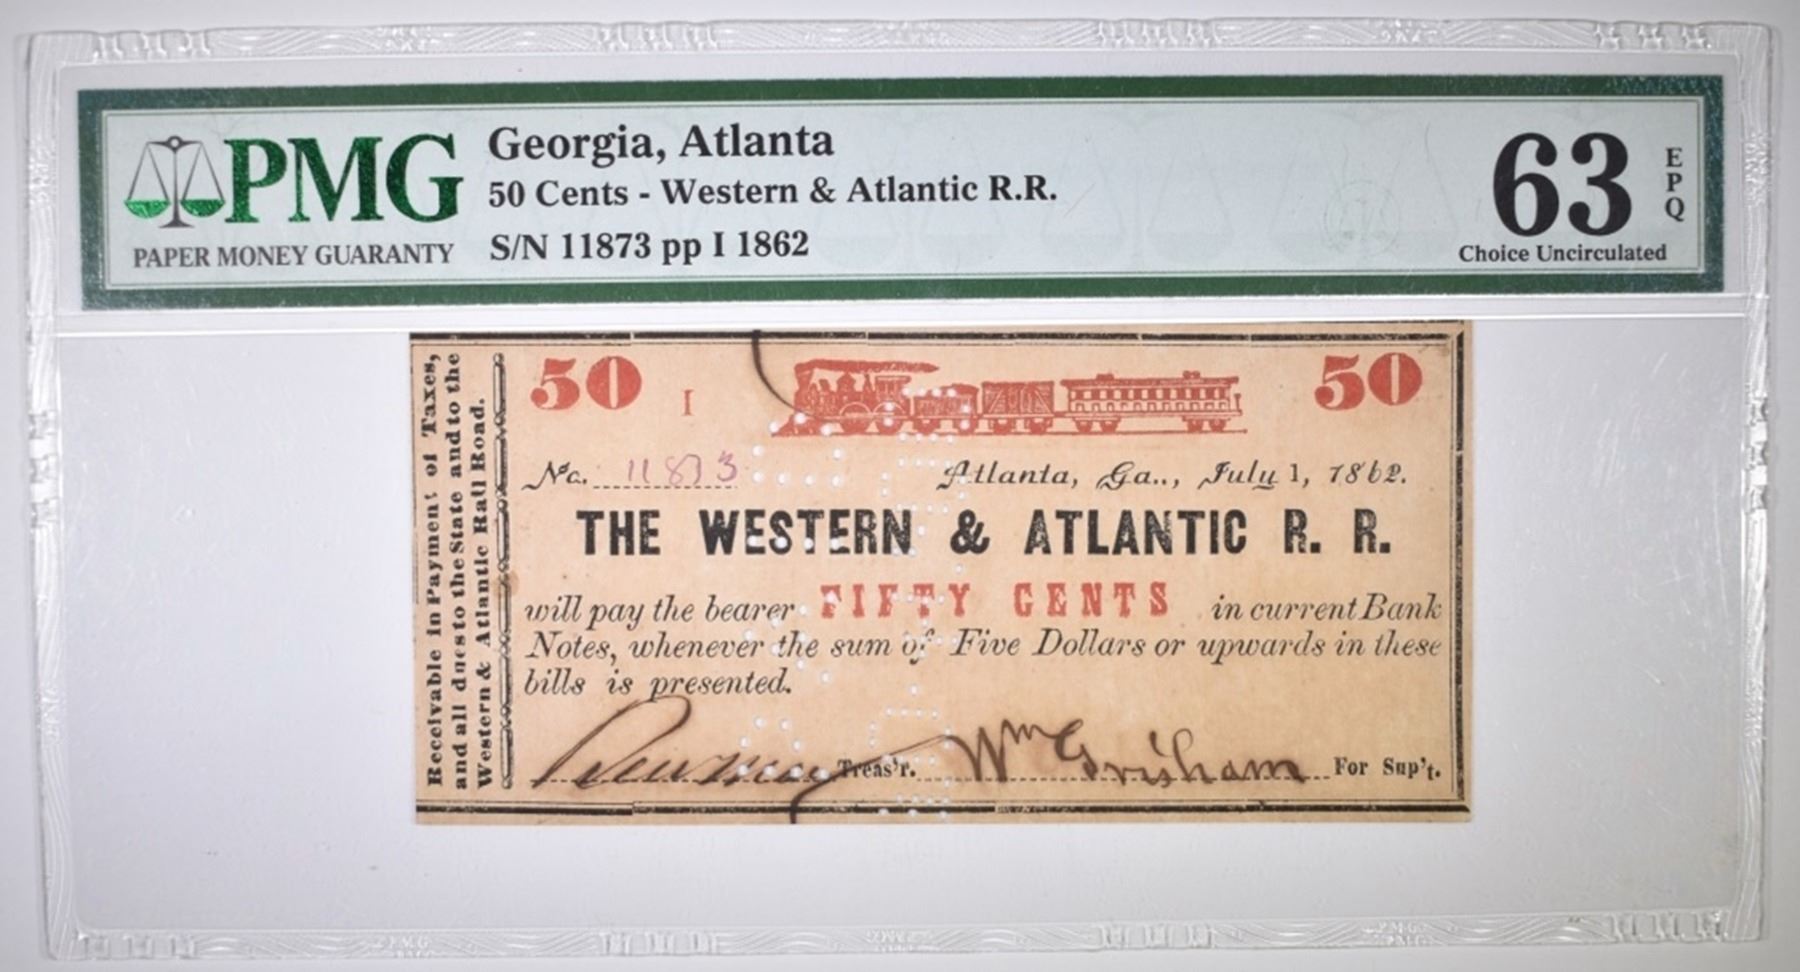 PMG
PAPER MONEY GUARANTY
Georgia, Atlanta
50 Cents - Western & Atlantic R.R.
S/N 11873 pp I 1862
63
EPQ
Choice Uncirculated
Receivable in Payment of Taxes,
and all dues to the State and to the
Western & Atlantic Rail Road.
50 I 50
No. 11873 Atlanta, Ga., July 1, 1862.
THE WESTERN & ATLANTIC R. R.
will pay the bearer FIFTY CENTS in current Bank
Notes, whenever the sum of Five Dollars or upwards in these
bills is presented.
Treas'r. Wm Grisham For Sup't.